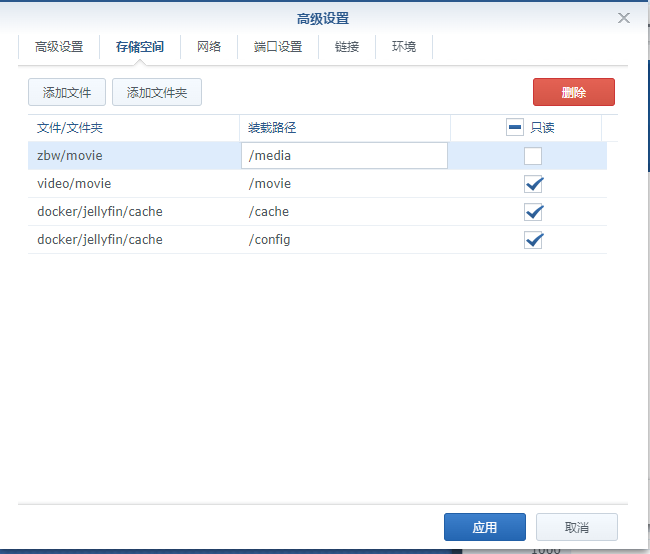 高级设置
高级设置 存储空间 网络 端口设置 链接 环境
添加文件 添加文件夹 删除
文件/文件夹 装载路径 只读
zbw/movie /media
video/movie /movie
docker/jellyfin/cache /cache
docker/jellyfin/cache /config
应用 取消
1000